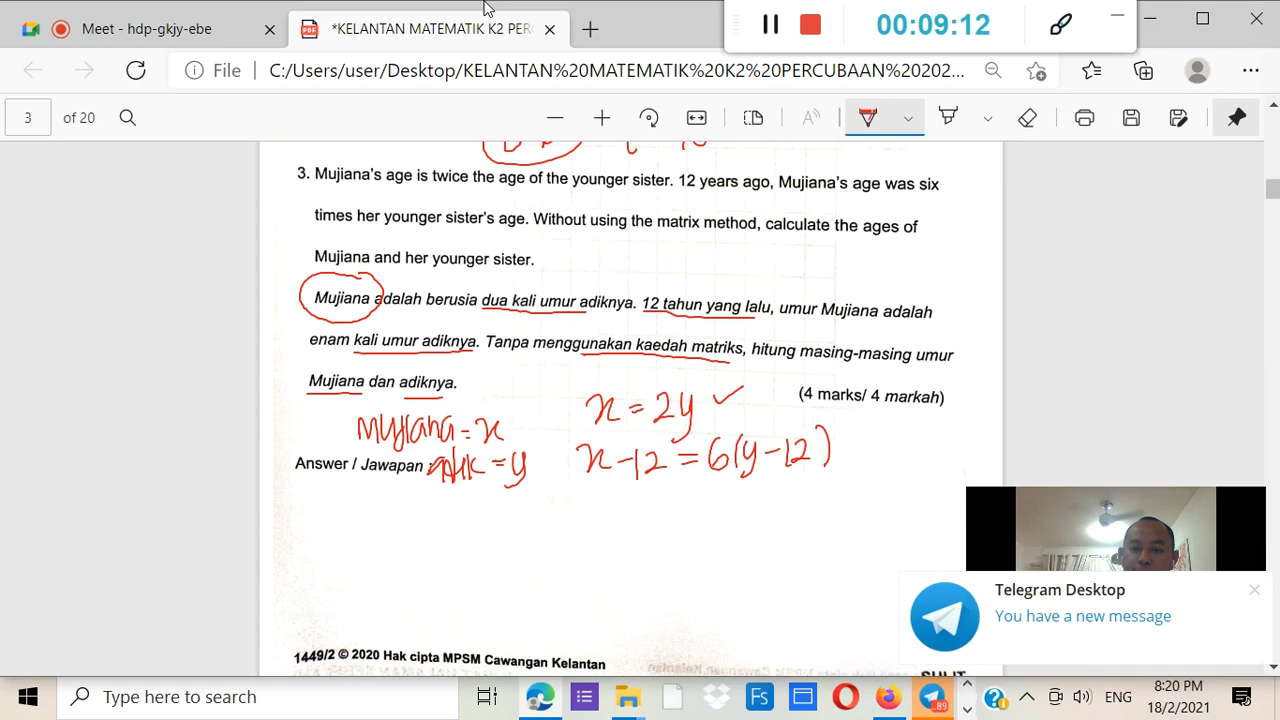 00:09:12
Meet - hdp-gkjy-ebe
*KELANTAN MATEMATIK K2 PER
File
C:/Users/user/Desktop/KELANTAN%20MATEMATIK%20K2%20PERCUBAAN%20202...
3 of 20
3. Mujiana's age is twice the age of the younger sister. 12 years ago, Mujiana's age was six
times her younger sister's age. Without using the matrix method, calculate the ages of
Mujiana and her younger sister.
Mujiana adalah berusia dua kali umur adiknya. 12 tahun yang lalu, umur Mujiana adalah
enam kali umur adiknya. Tanpa menggunakan kaedah matriks, hitung masing-masing umur
Mujiana dan adiknya.
(4 marks/ 4 markah)
x = 2y ✓
Mujiana = x
x - 12 = 6(y - 12)
Answer / Jawapan :
= y
Telegram Desktop
You have a new message
1449/2 © 2020 Hak cipta MPSM Cawangan Kelantan
SULIT
Type here to search
Fs
89
ENG
8:20 PM
18/2/2021